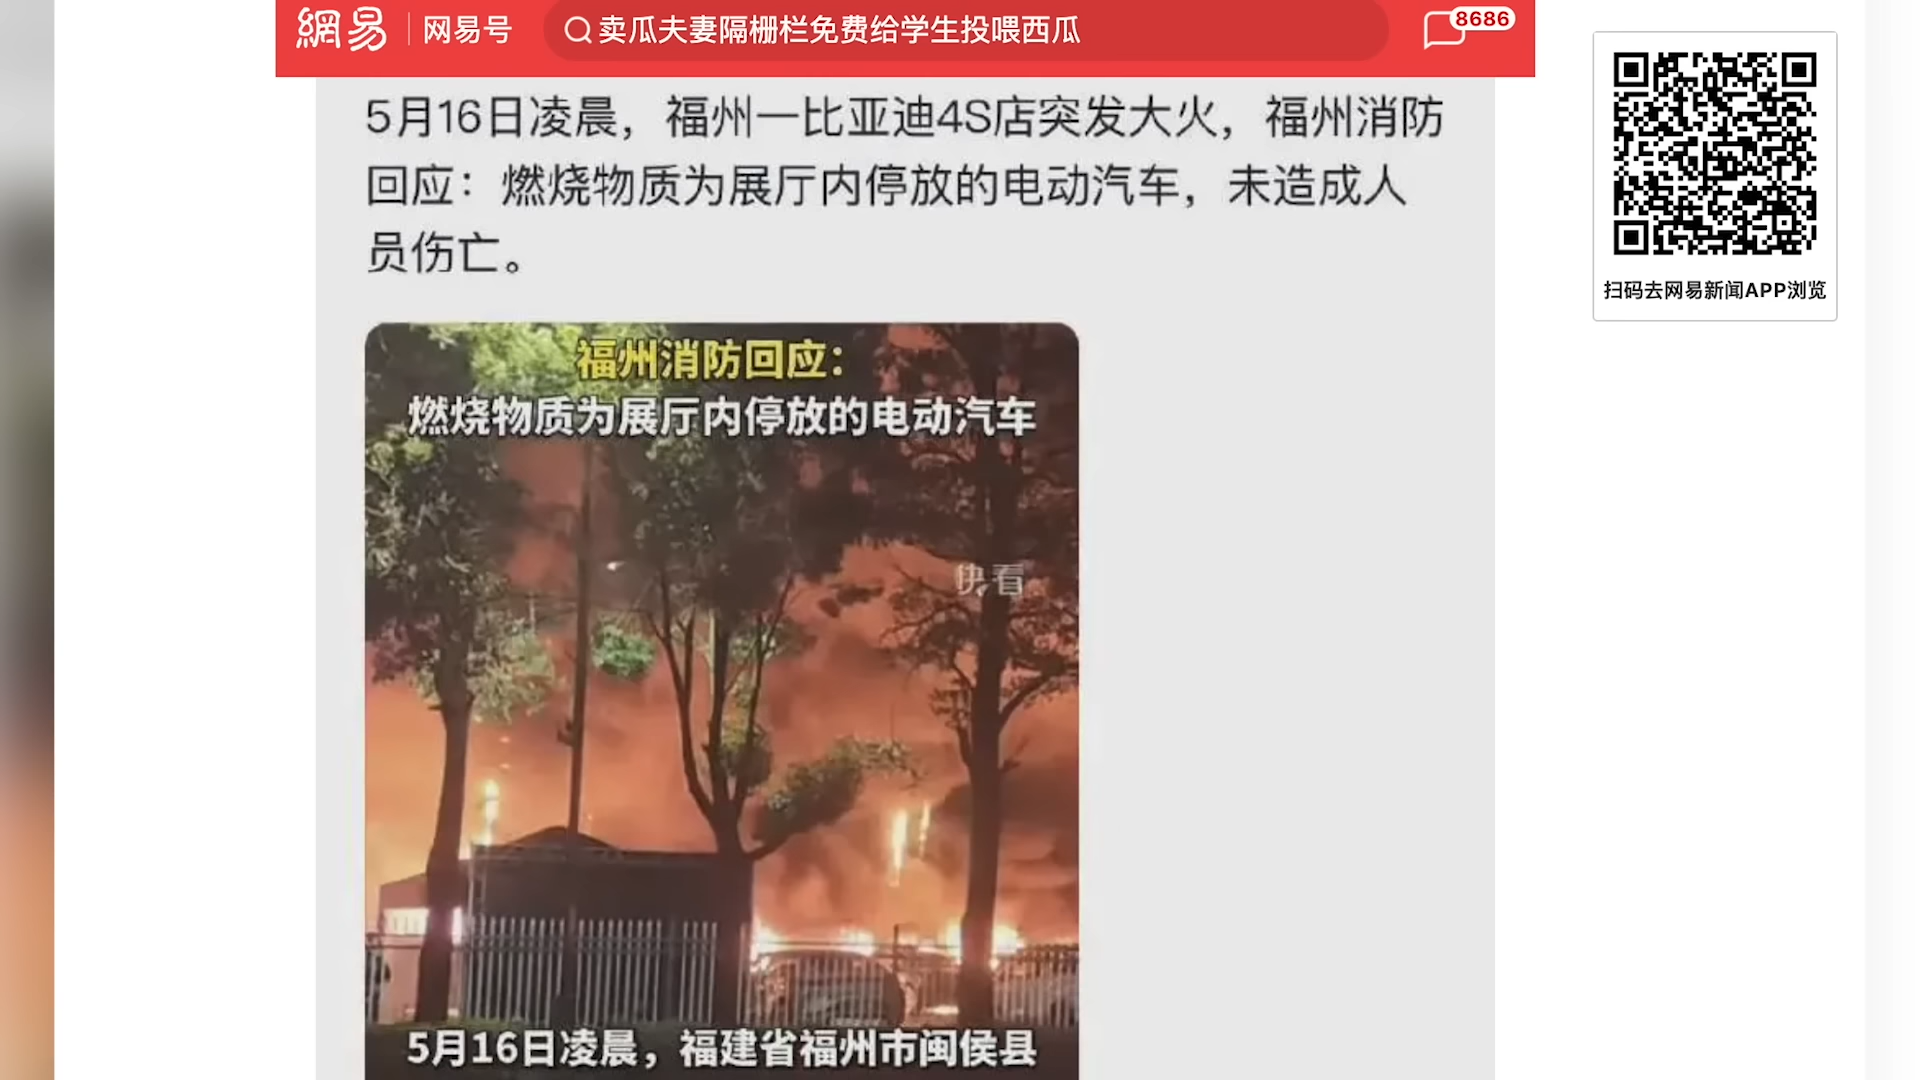 網易 网易号
卖瓜夫妻隔栅栏免费给学生投喂西瓜
8686
5月16日凌晨，福州一比亚迪4S店突发大火，福州消防
回应：燃烧物质为展厅内停放的电动汽车，未造成人
员伤亡。
福州消防回应：
燃烧物质为展厅内停放的电动汽车
快看
5月16日凌晨，福建省福州市闽侯县
扫码去网易新闻APP浏览